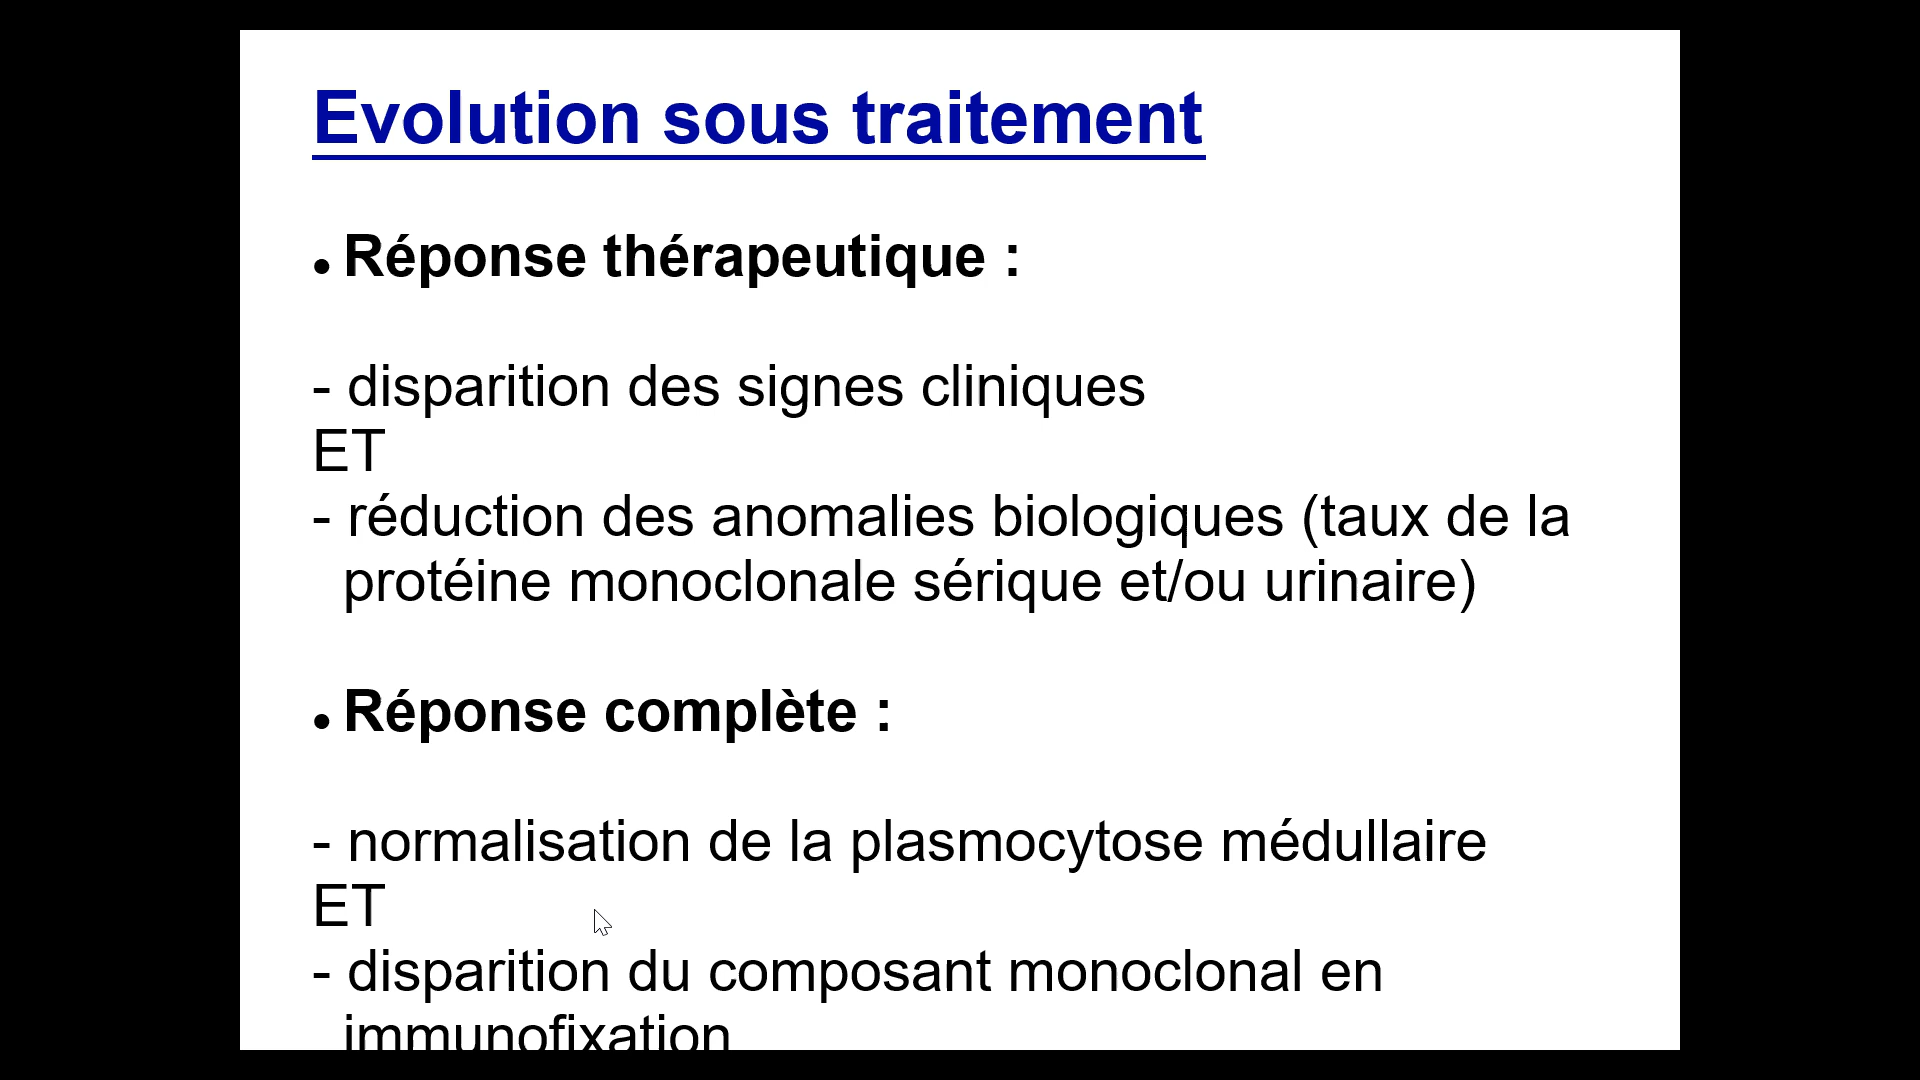 Evolution sous traitement
• Réponse thérapeutique :
- disparition des signes cliniques
ET
- réduction des anomalies biologiques (taux de la
protéine monoclonale sérique et/ou urinaire)
• Réponse complète :
- normalisation de la plasmocytose médullaire
ET
- disparition du composant monoclonal en
immunofixation